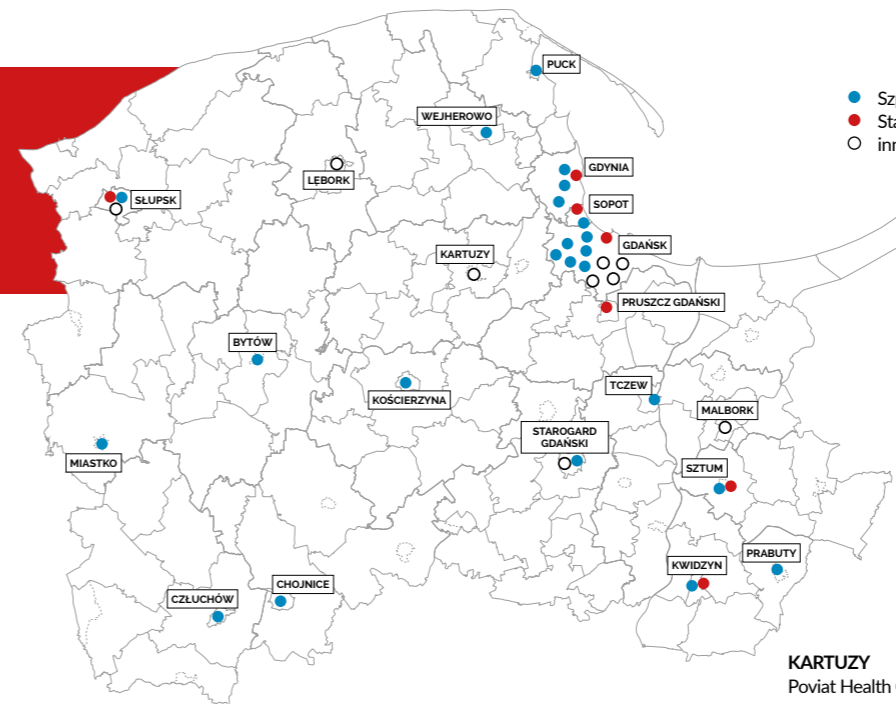 PUCK
WEJHEROWO
GDYNIA
LĘBORK
SŁUPSK
SOPOT
GDAŃSK
KARTUZY
PRUSZCZ GDAŃSKI
BYTÓW
KOŚCIERZYNA
TCZEW
MALBORK
STAROGARD
GDAŃSKI
MIASTKO
SZTUM
PRABUTY
KWIDZYN
CHOJNICE
CZŁUCHÓW
KARTUZY
Poviat Health